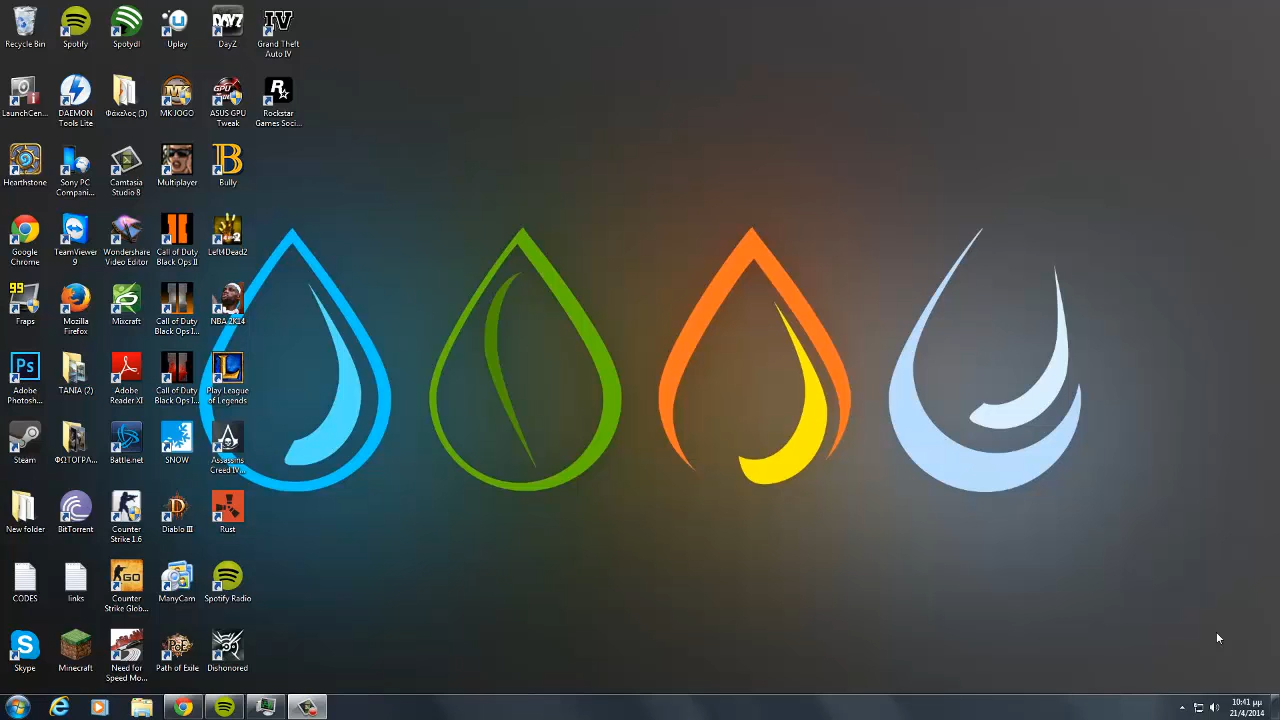 Recycle Bin
Spotify
Spotydl
Uplay
DayZ
Grand Theft
Auto IV
LaunchCen...
DAEMON
Tools Lite
Φάκελος (3)
MK JOGO
ASUS GPU
Tweak
Rockstar
Games Soci...
Hearthstone
Sony PC
Compani...
Camtasia
Studio 8
Multiplayer
Bully
Google
Chrome
TeamViewer
9
Wondershare
Video Editor
Call of Duty
Black Ops II
Left4Dead2
99
Fraps
Mozilla
Firefox
Mixcraft
Call of Duty
Black Ops I...
NBA 2K14
Adobe
Photosh...
TANIA (2)
Adobe
Reader XI
Call of Duty
Black Ops I...
Play League
of Legends
Steam
ΦΩΤΟΓΡΑ...
Battle.net
SNOW
Assassins
Creed IV...
New folder
BitTorrent
Counter
Strike 1.6
Diablo III
Rust
CODES
links
Counter
Strike Glob...
ManyCam
Spotify Radio
Skype
Minecraft
Need for
Speed Mo...
Path of Exile
Dishonored
10:41 μμ
21/4/2014